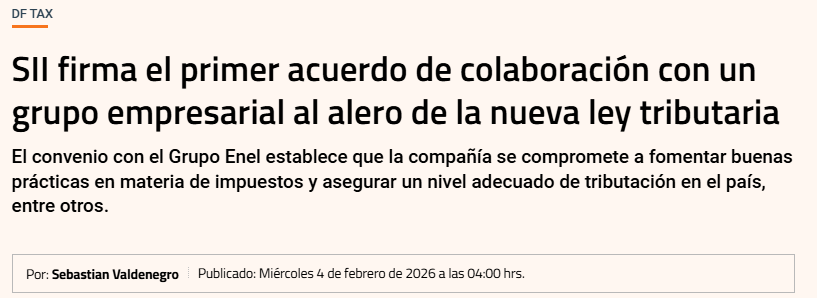 DF TAX
SII firma el primer acuerdo de colaboración con un
grupo empresarial al alero de la nueva ley tributaria
El convenio con el Grupo Enel establece que la compañía se compromete a fomentar buenas
prácticas en materia de impuestos y asegurar un nivel adecuado de tributación en el país,
entre otros.
Por: Sebastian Valdenegro Publicado: Miércoles 4 de febrero de 2026 a las 04:00 hrs.